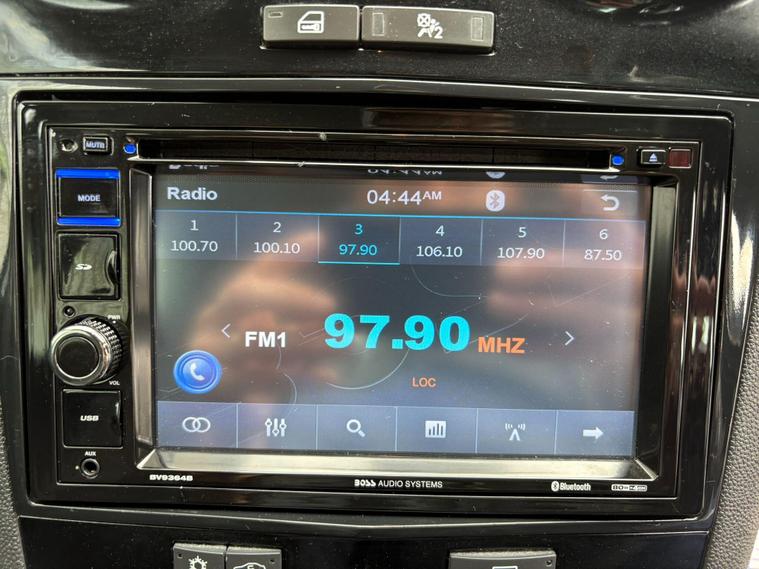 2
MUTE
Radio
04:44AM
MODE
1 2 3 4 5 6
100.70 100.10 97.90 106.10 107.90 87.50
SD
PWR
FM1 97.90 MHZ
VOL
LOC
USB
AUX
BV9364B
BOSS AUDIO SYSTEMS
Bluetooth